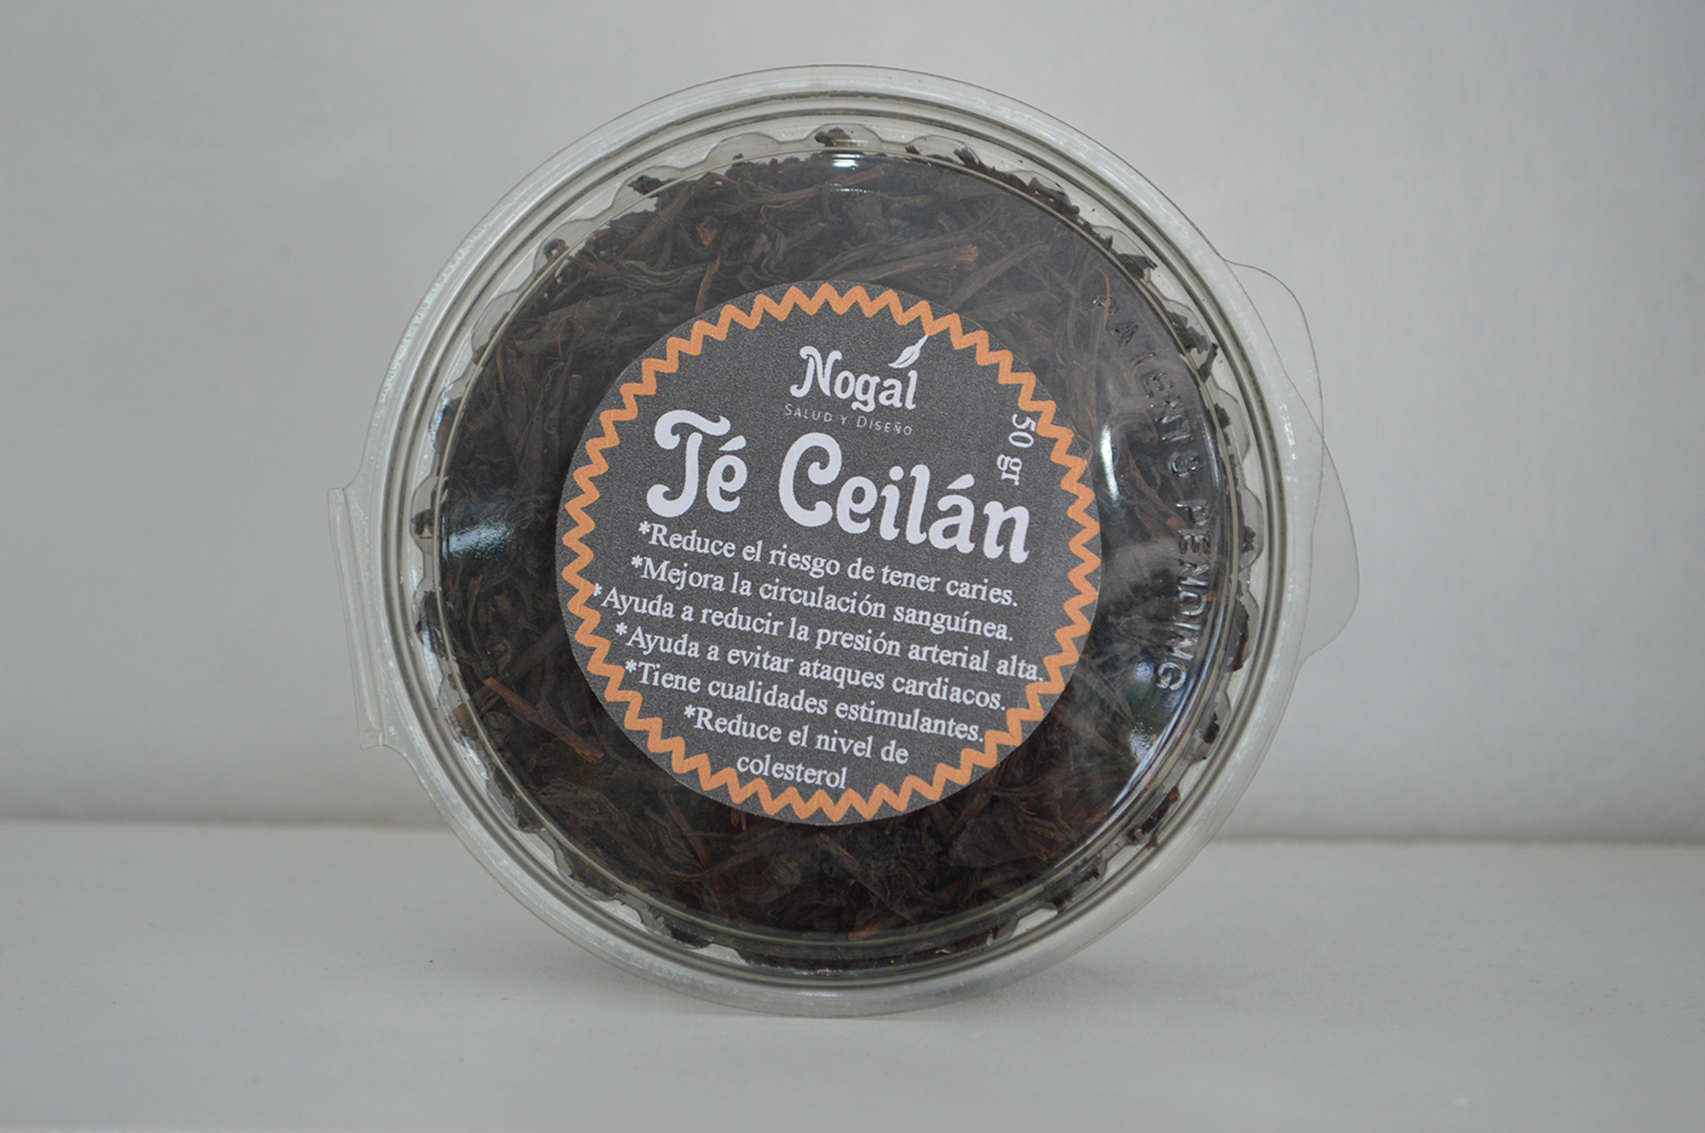 Nogal
SALUD Y DISEÑO
50 gr
Té Ceilán
*Reduce el riesgo de tener caries.
*Mejora la circulación sanguínea.
*Ayuda a reducir la presión arterial alta.
*Ayuda a evitar ataques cardiacos.
*Tiene cualidades estimulantes.
*Reduce el nivel de
colesterol
PATENTS PENDING